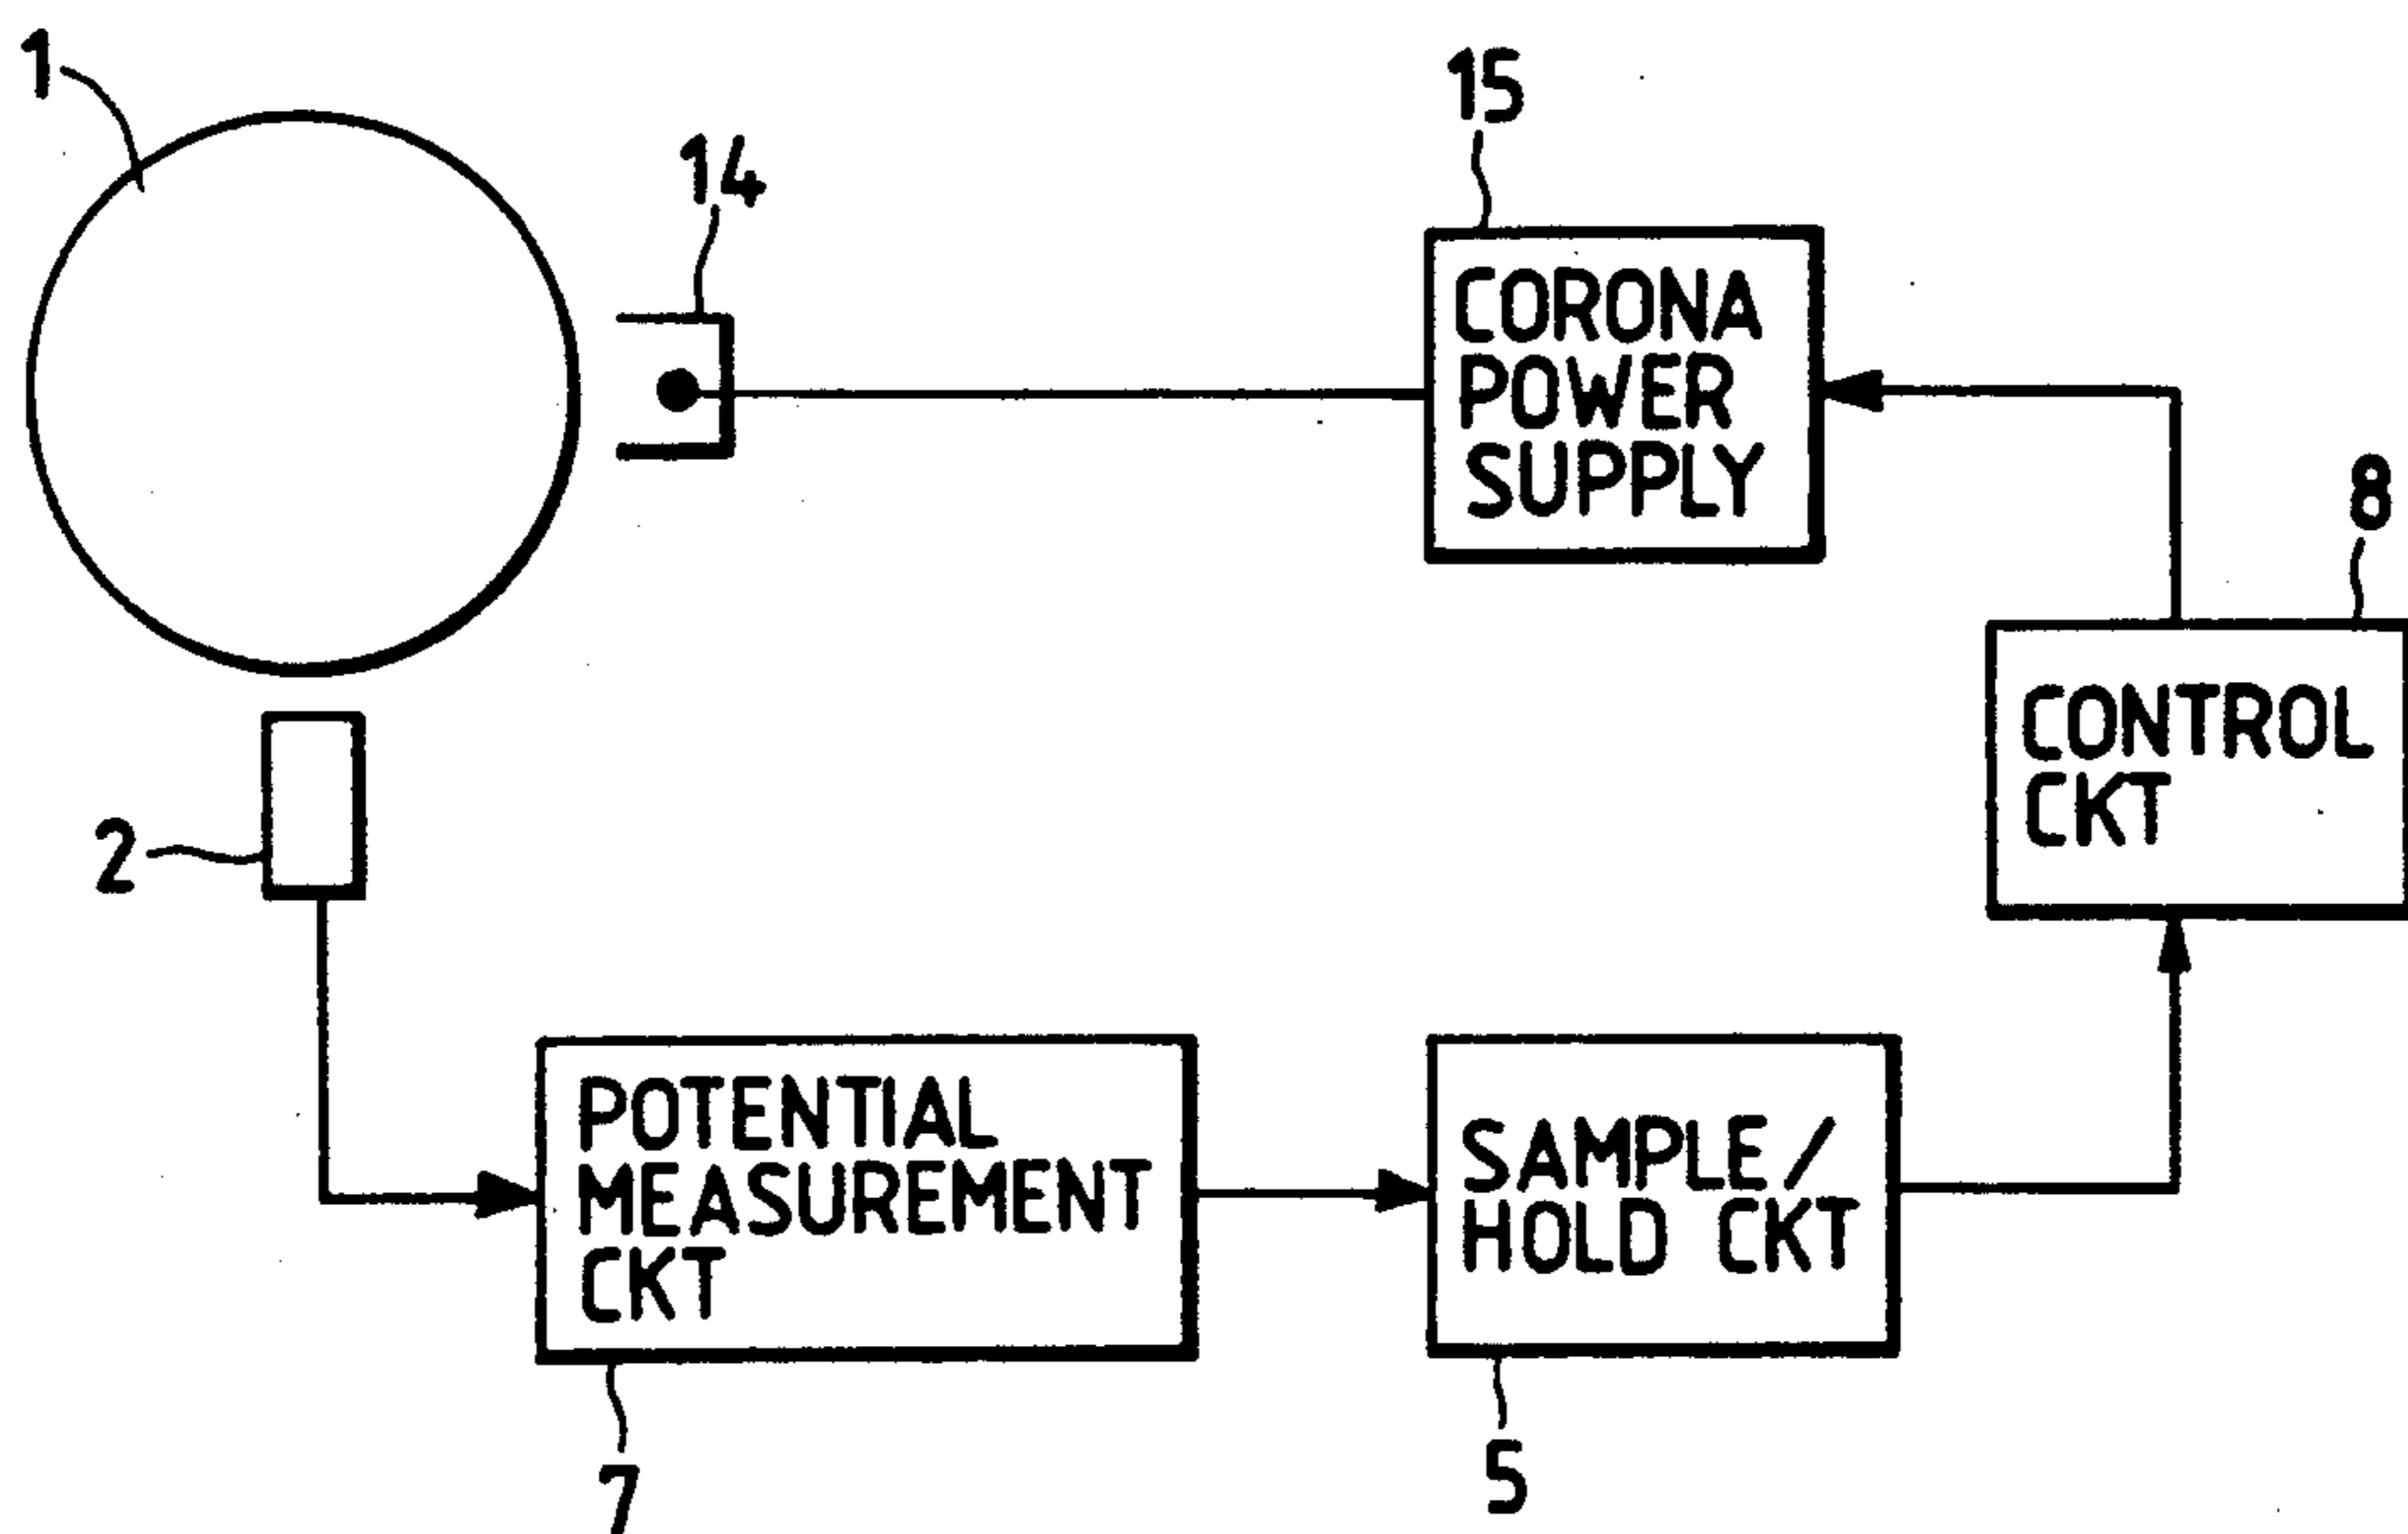 1
15
14
CORONA
POWER
SUPPLY
8
CONTROL
CKT
2
POTENTIAL
MEASUREMENT
CKT
SAMPLE/
HOLD CKT
7
5